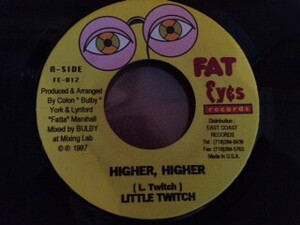 A-SIDE
FE-012
Produced & Arranged
By Colon "Bulby"
York & Lynford
"Fatta" Marshall
Mixed by BULBY
at Mixing Lab
© ℗ 1997
FAT
Eyes
records
Distribution:
EAST COAST
RECORDS
Made in U.S.A.
HIGHER, HIGHER
( L. Twitch )
LITTLE TWITCH